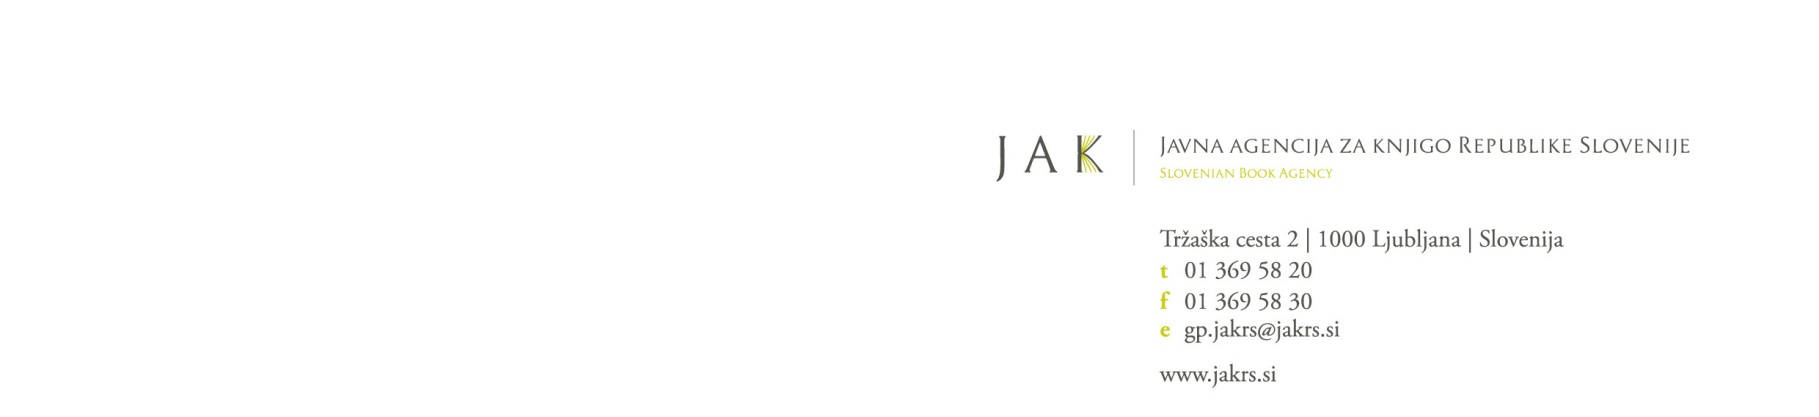 JAK
Javna agencija za knjigo Republike Slovenije
Slovenian Book Agency
Tržaška cesta 2 | 1000 Ljubljana | Slovenija
t 01 369 58 20
f 01 369 58 30
e gp.jakrs@jakrs.si
www.jakrs.si